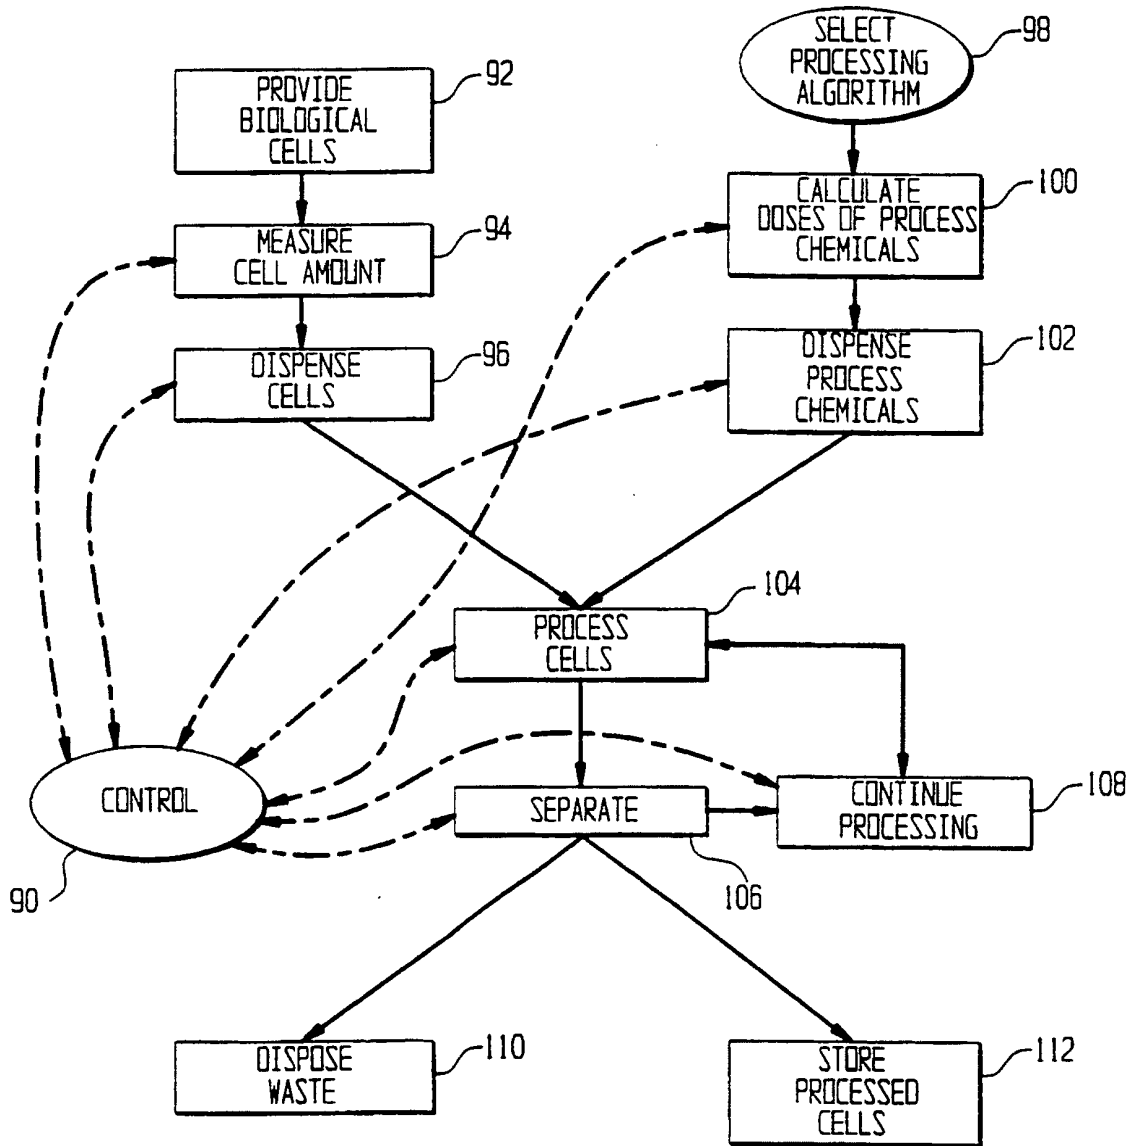 SELECT
PROCESSING
ALGORITHM
98
PROVIDE
BIOLOGICAL
CELLS
92
CALCULATE
DOSES OF PROCESS
CHEMICALS
100
MEASURE
CELL AMOUNT
94
DISPENSE
CELLS
96
DISPENSE
PROCESS
CHEMICALS
102
PROCESS
CELLS
104
CONTROL
90
SEPARATE
106
CONTINUE
PROCESSING
108
DISPOSE
WASTE
110
STORE
PROCESSED
CELLS
112